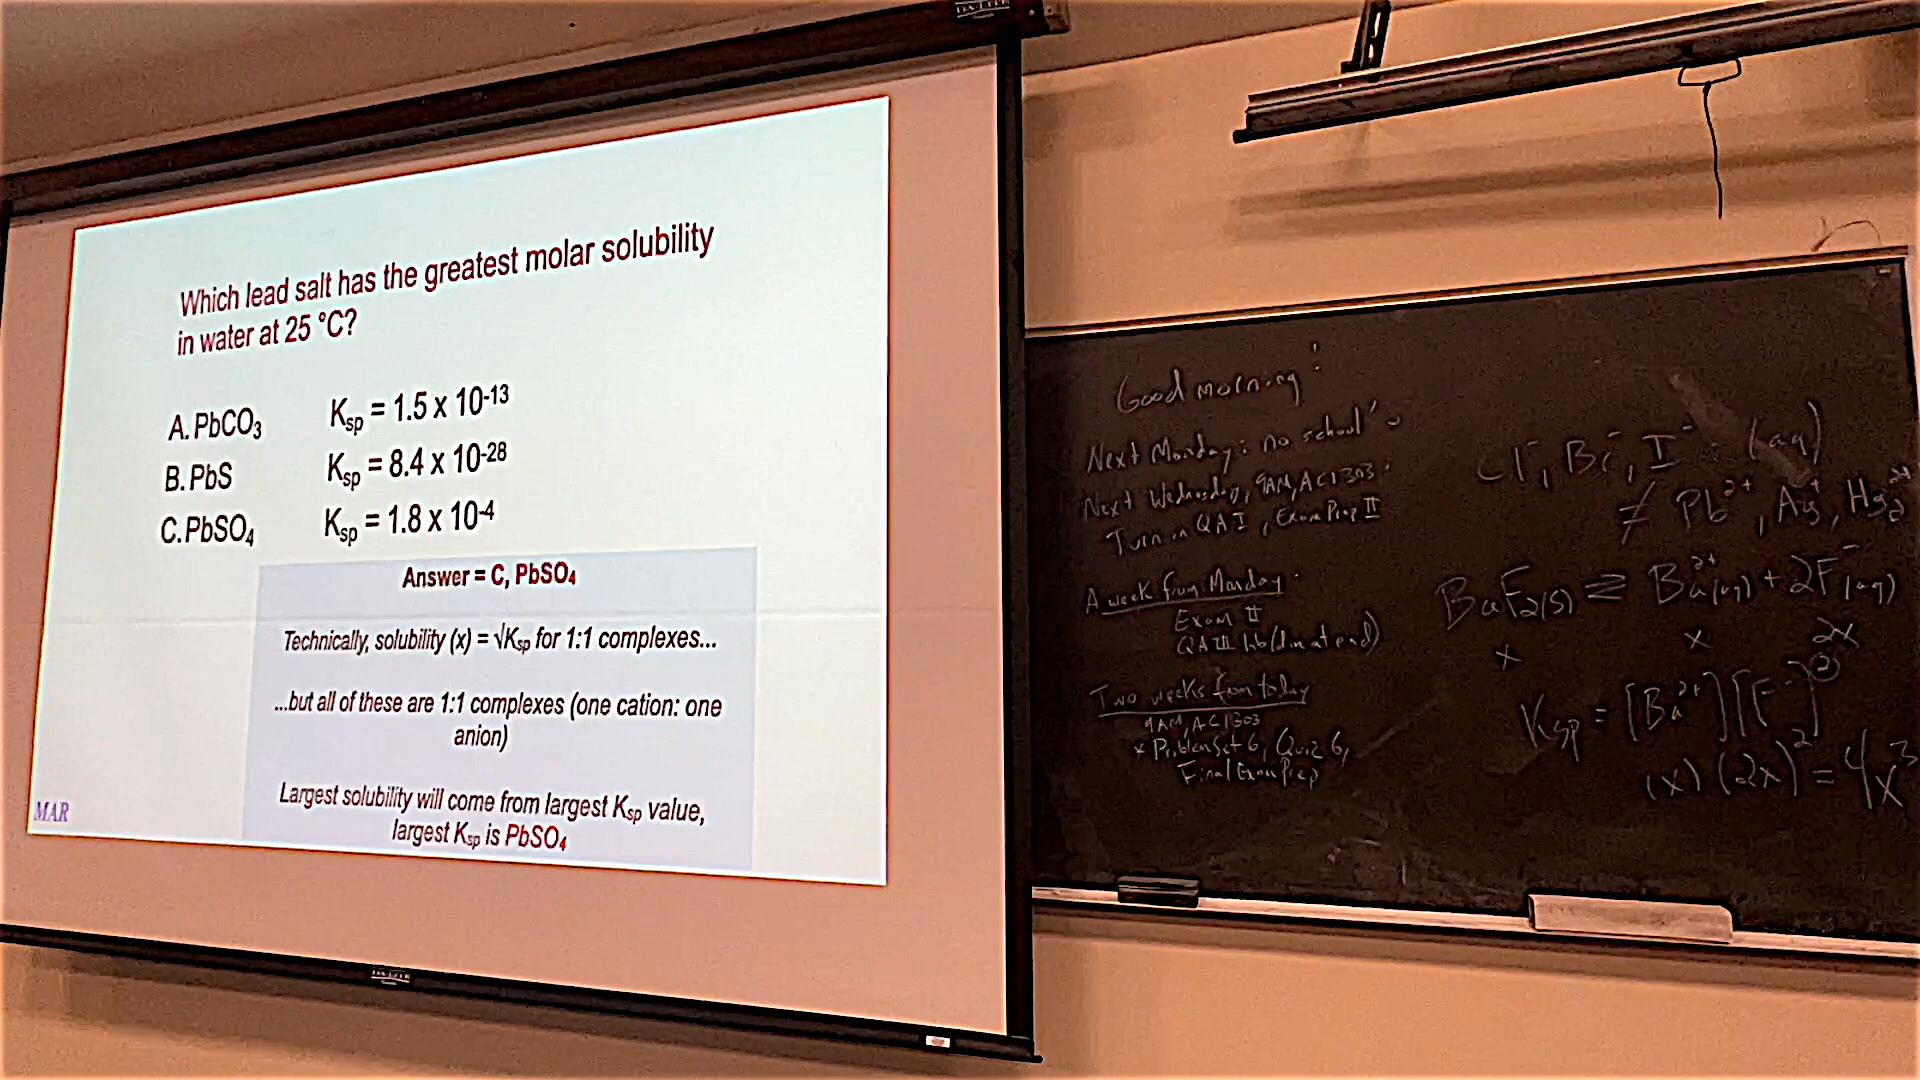 Which lead salt has the greatest molar solubility
in water at 25 °C?
A. PbCO₃ Ksp = 1.5 x 10⁻¹³
B. PbS Ksp = 8.4 x 10⁻²⁸
C. PbSO₄ Ksp = 1.8 x 10⁻⁴
Answer = C, PbSO₄
Technically, solubility (x) = √Ksp for 1:1 complexes...
...but all of these are 1:1 complexes (one cation: one
anion)
Largest solubility will come from largest Ksp value,
largest Ksp is PbSO₄
MAR
Good morning!
Next Monday: no school
Next Wednesday, 9AM, AC1303:
Turn in QA I, Exam Prep II
A week from Monday:
Exam II
QA III lab (due at end)
Two weeks from today
9AM, AC1303
* Problem Set 6, Quiz 6,
Final Exam Prep
Cl⁻, Br⁻, I⁻ (aq)
≠ Pb²⁺, Ag⁺, Hg₂²⁺
BaF₂(s) ⇌ Ba²⁺(aq) + 2F⁻(aq)
x x 2x
Ksp = [Ba²⁺][F⁻]²
(x)(2x)² = 4x³